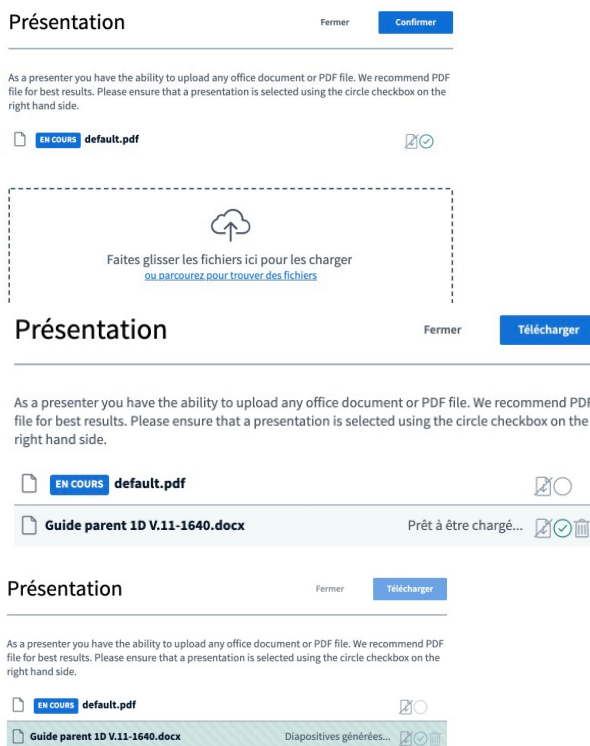 Présentation
Fermer
Confirmer
As a presenter you have the ability to upload any office document or PDF file. We recommend PDF
file for best results. Please ensure that a presentation is selected using the circle checkbox on the
right hand side.
EN COURS default.pdf
Faites glisser les fichiers ici pour les charger
ou parcourez pour trouver des fichiers
Présentation
Fermer
Télécharger
As a presenter you have the ability to upload any office document or PDF file. We recommend PDF
file for best results. Please ensure that a presentation is selected using the circle checkbox on the
right hand side.
EN COURS default.pdf
Guide parent 1D V.11-1640.docx Prêt à être chargé...
Présentation
Fermer
Télécharger
As a presenter you have the ability to upload any office document or PDF file. We recommend PDF
file for best results. Please ensure that a presentation is selected using the circle checkbox on the
right hand side.
EN COURS default.pdf
Guide parent 1D V.11-1640.docx Diapositives générées...